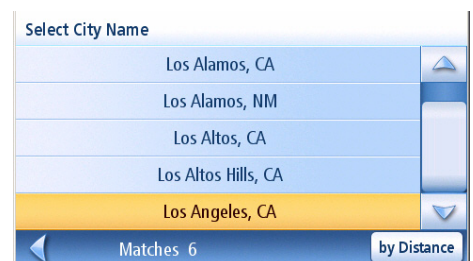 Select City Name
Los Alamos, CA
Los Alamos, NM
Los Altos, CA
Los Altos Hills, CA
Los Angeles, CA
Matches 6 by Distance